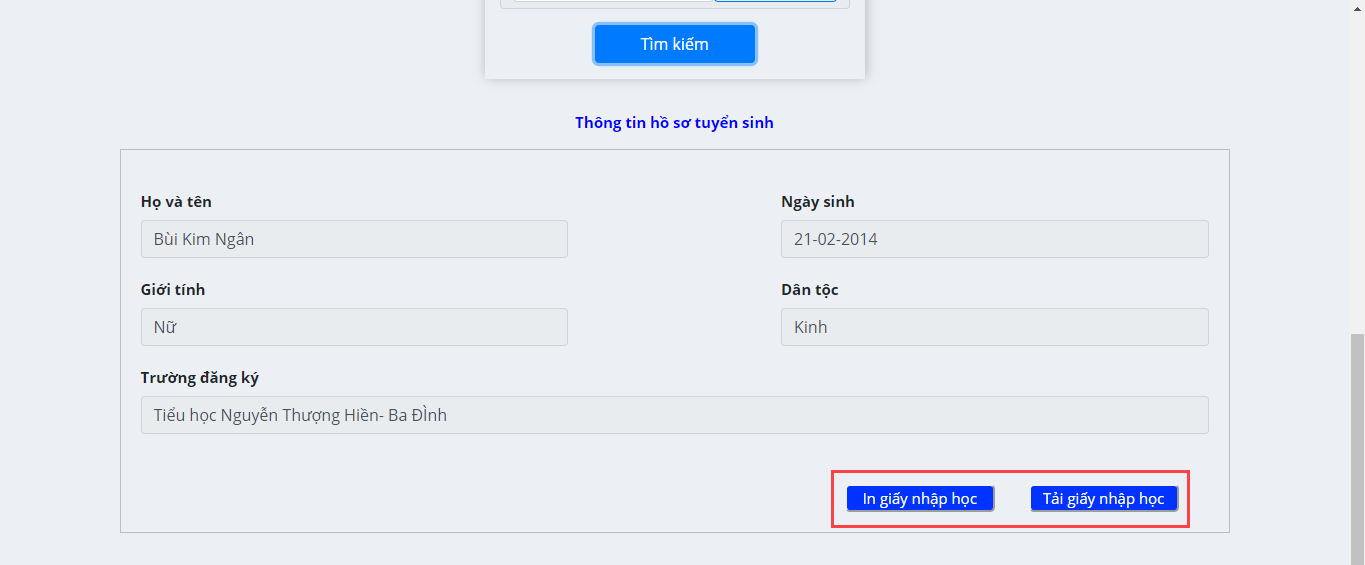 Tìm kiếm
Thông tin hồ sơ tuyển sinh
Họ và tên
Ngày sinh
Bùi Kim Ngân
21-02-2014
Giới tính
Dân tộc
Nữ
Kinh
Trường đăng ký
Tiểu học Nguyễn Thượng Hiền- Ba ĐÌnh
In giấy nhập học
Tải giấy nhập học